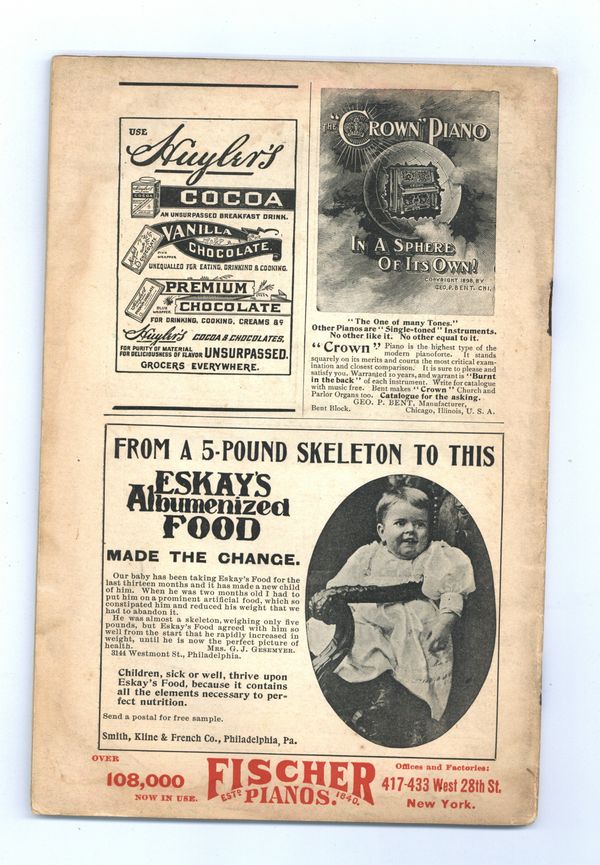 USE
Huyler's
COCOA
AN UNSURPASSED BREAKFAST DRINK.
VANILLA
CHOCOLATE.
PINK WRAPPER
UNEQUALLED FOR EATING, DRINKING & COOKING.
PREMIUM
CHOCOLATE
BLUE WRAPPER
FOR DRINKING, COOKING, CREAMS &c
Huyler's COCOA & CHOCOLATES,
FOR PURITY OF MATERIAL
FOR DELICIOUSNESS OF FLAVOR UNSURPASSED.
GROCERS EVERYWHERE.
THE "CROWN" PIANO
IN A SPHERE
OF ITS OWN!
COPYRIGHT 1898, BY
GEO. P. BENT. CHI.
"The One of many Tones."
Other Pianos are "Single-toned" Instruments.
No other like it. No other equal to it.
"Crown" Piano is the highest type of the
modern pianoforte. It stands
squarely on its merits and courts the most critical exam-
ination and closest comparison. It is sure to please and
satisfy you. Warranted 10 years, and warrant is "Burnt
in the back" of each instrument. Write for catalogue
with music free. Bent makes "Crown" Church and
Parlor Organs too. Catalogue for the asking.
GEO. P. BENT, Manufacturer,
Bent Block. Chicago, Illinois, U. S. A.
FROM A 5-POUND SKELETON TO THIS
ESKAY'S
Albumenized
FOOD
MADE THE CHANGE.
Our baby has been taking Eskay's Food for the
last thirteen months and it has made a new child
of him. When he was two months old I had to
put him on a prominent artificial food, which so
constipated him and reduced his weight that we
had to abandon it.
He was almost a skeleton, weighing only five
pounds, but Eskay's Food agreed with him so
well from the start that he rapidly increased in
weight, until he is now the perfect picture of
health. MRS. G. J. GESEMYER.
3144 Westmont St., Philadelphia.
Children, sick or well, thrive upon
Eskay's Food, because it contains
all the elements necessary to per-
fect nutrition.
Send a postal for free sample.
Smith, Kline & French Co., Philadelphia, Pa.
OVER
108,000
NOW IN USE.
FISCHER
ESTD PIANOS. 1840.
Offices and Factories:
417-433 West 28th St.
New York.